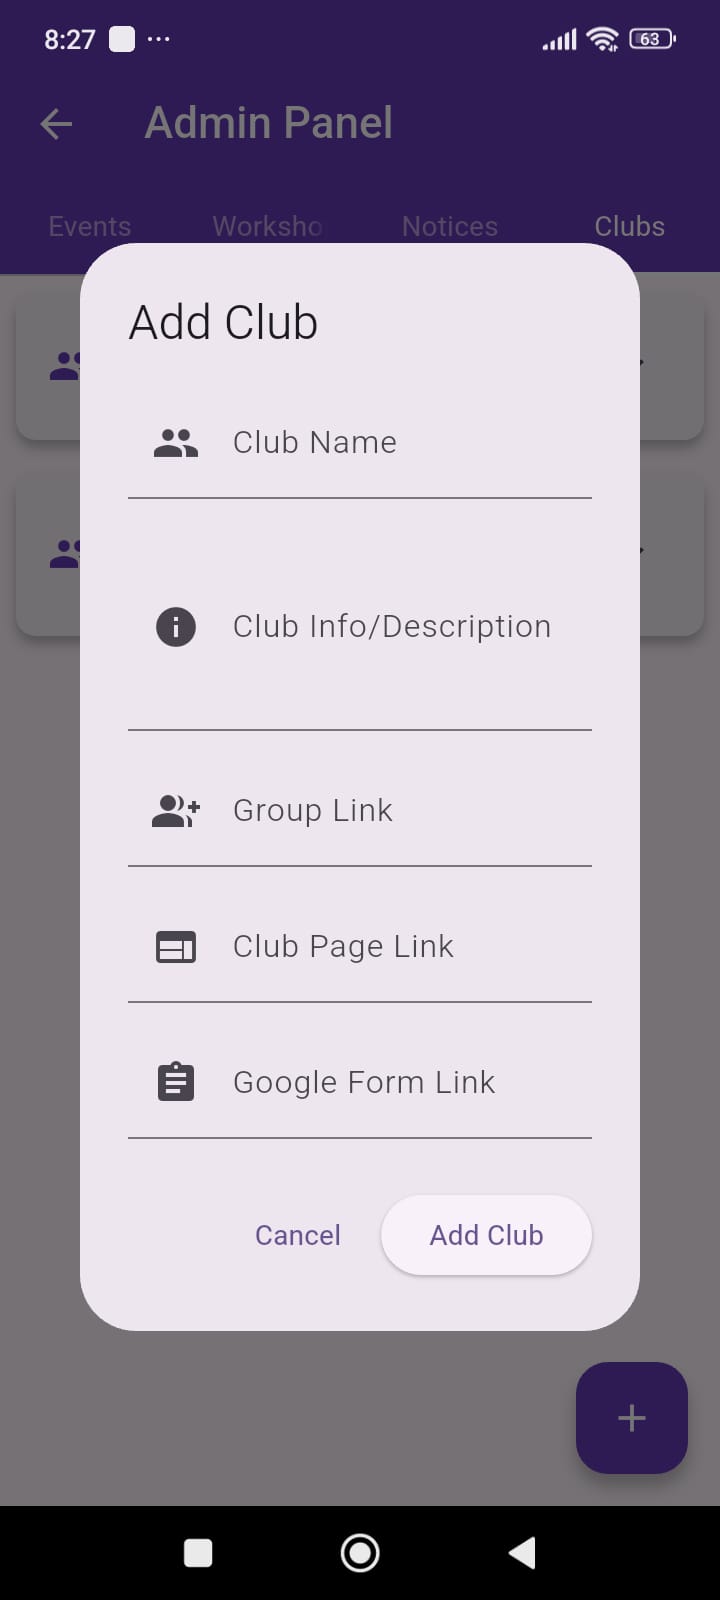 8:27
63
Admin Panel
Events Worksho Notices Clubs
Add Club
Club Name
Club Info/Description
Group Link
Club Page Link
Google Form Link
Cancel Add Club